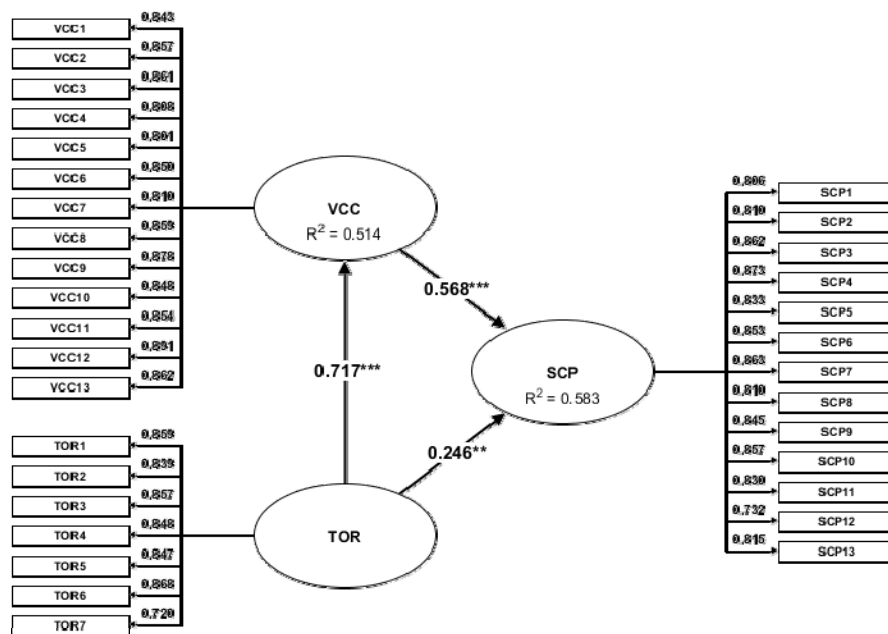 0,843
VCC1
0,857
VCC2
0,861
VCC3
0,808
VCC4
0,801
VCC5
0,850
VCC6
0,810
VCC7
0,859
VCC8
0,878
VCC9
0,848
VCC10
0,854
VCC11
VCC12
0,862
VCC13
VCC
R² = 0.514
0.568***
0.717***
SCP
R² = 0.583
0.246**
TOR
0,859
TOR1
0,839
TOR2
0,857
TOR3
0,848
TOR4
0,847
TOR5
0,868
TOR6
0,720
TOR7
0,806
SCP1
0,810
SCP2
0,862
SCP3
0,873
SCP4
0,833
SCP5
0,853
SCP6
0,863
SCP7
0,810
SCP8
0,845
SCP9
0,857
SCP10
0,830
SCP11
0,732
SCP12
0,815
SCP13